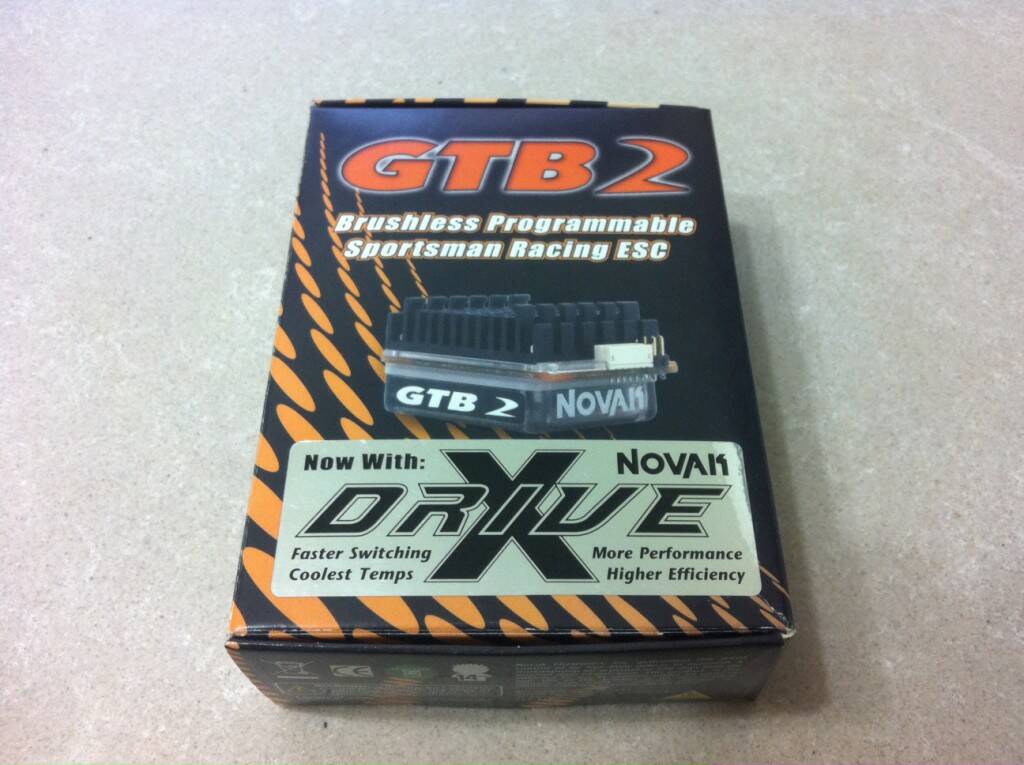 GTB 2
Brushless Programmable
Sportsman Racing ESC
GTB 2 NOVAK
Now With: NOVAK
X DRIVE
Faster Switching More Performance
Coolest Temps Higher Efficiency
CE